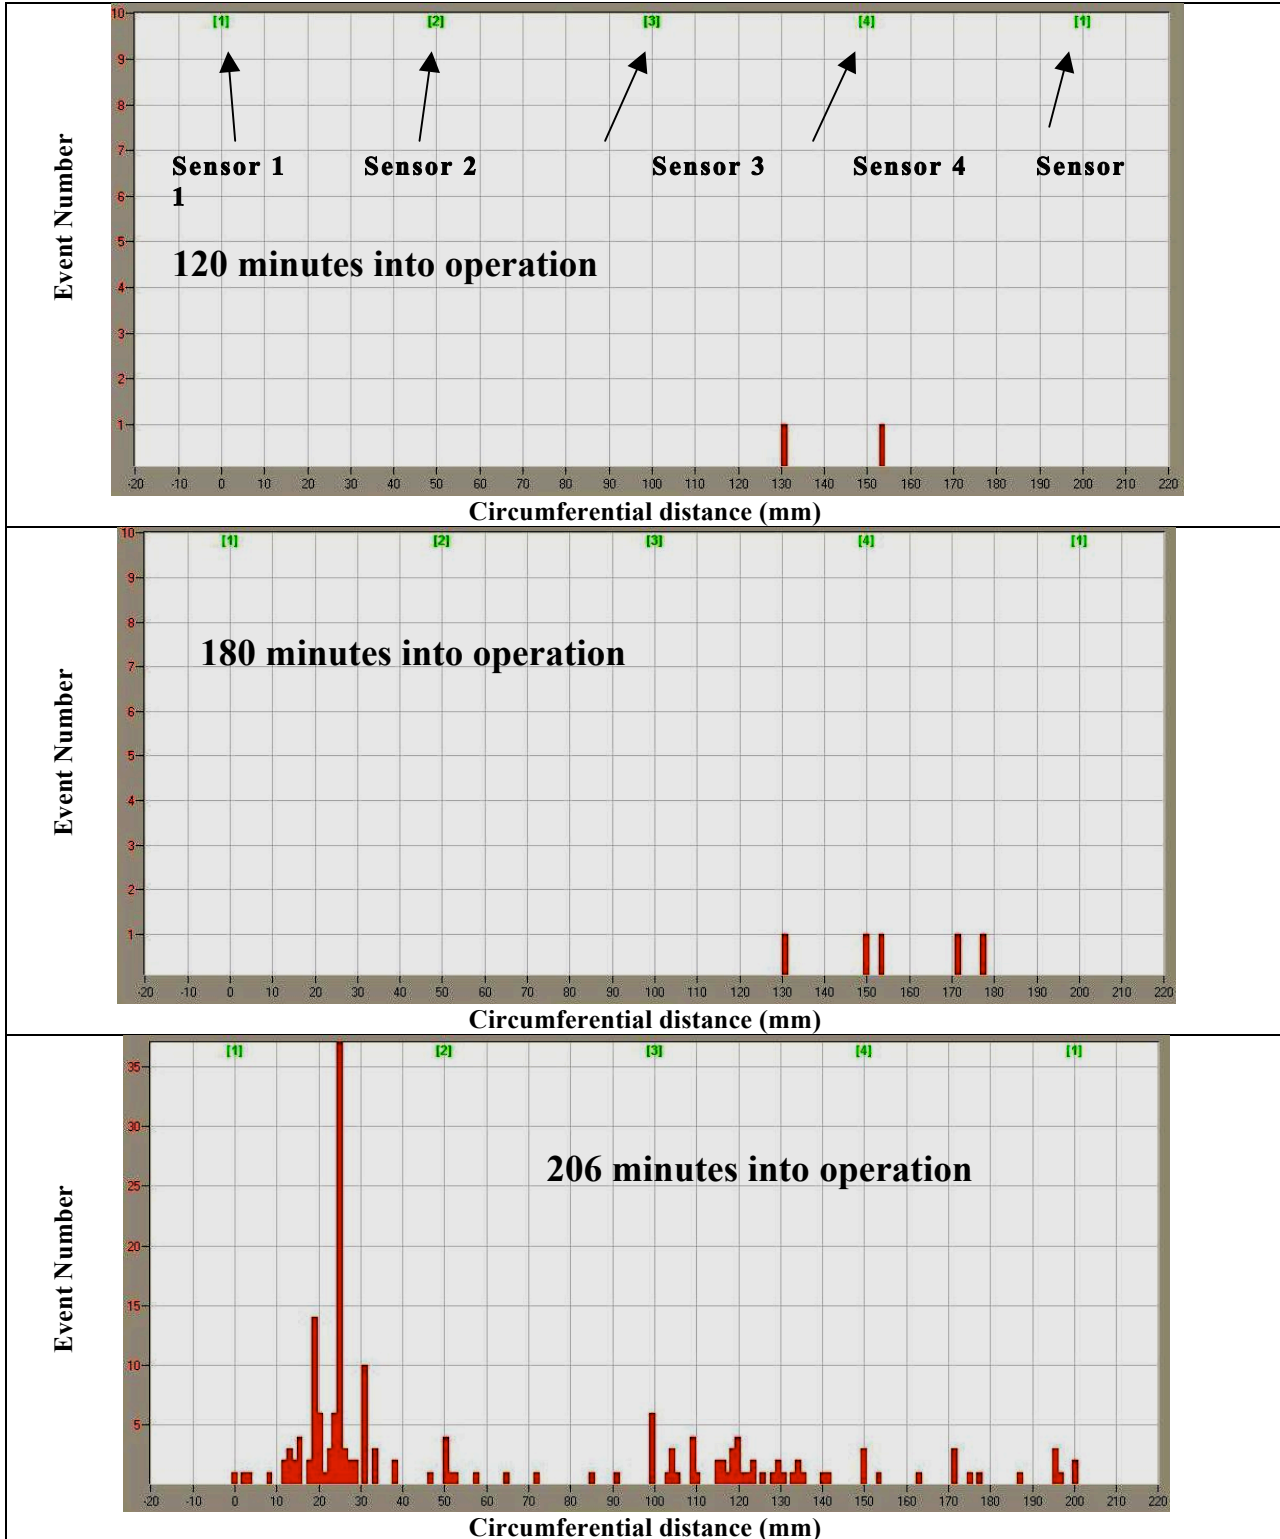 10 [1] [2] [3] [4] [1]
9
8
7
Sensor 1 Sensor 2 Sensor 3 Sensor 4 Sensor
1
6
5
120 minutes into operation
4
3
2
1
-20 -10 0 10 20 30 40 50 60 70 80 90 100 110 120 130 140 150 160 170 180 190 200 210 220
Circumferential distance (mm)
Event Number
10 [1] [2] [3] [4] [1]
9
8
180 minutes into operation
7
6
5
4
3
2
1
-20 -10 0 10 20 30 40 50 60 70 80 90 100 110 120 130 140 150 160 170 180 190 200 210 220
Circumferential distance (mm)
Event Number
[1] [2] [3] [4] [1]
35
30
206 minutes into operation
25
20
15
10
5
-20 -10 0 10 20 30 40 50 60 70 80 90 100 110 120 130 140 150 160 170 180 190 200 210 220
Circumferential distance (mm)
Event Number